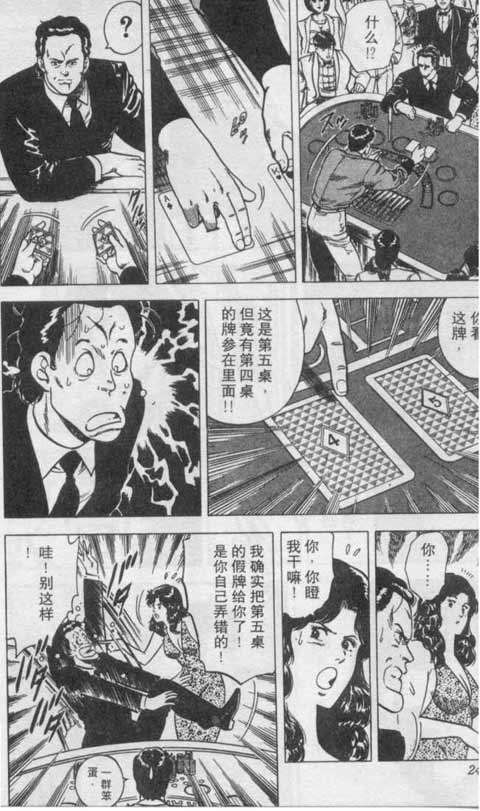 什么!?
スッ
?
A
K
你看
这牌，
5
4
这是第五桌，
但竟有第四桌
的牌参在里面!!
你……
你，你瞪
我干嘛！
我确实把第五桌
的假牌给你了！
是你自己弄错的！
哇！别这样
！
一群笨
蛋．
24